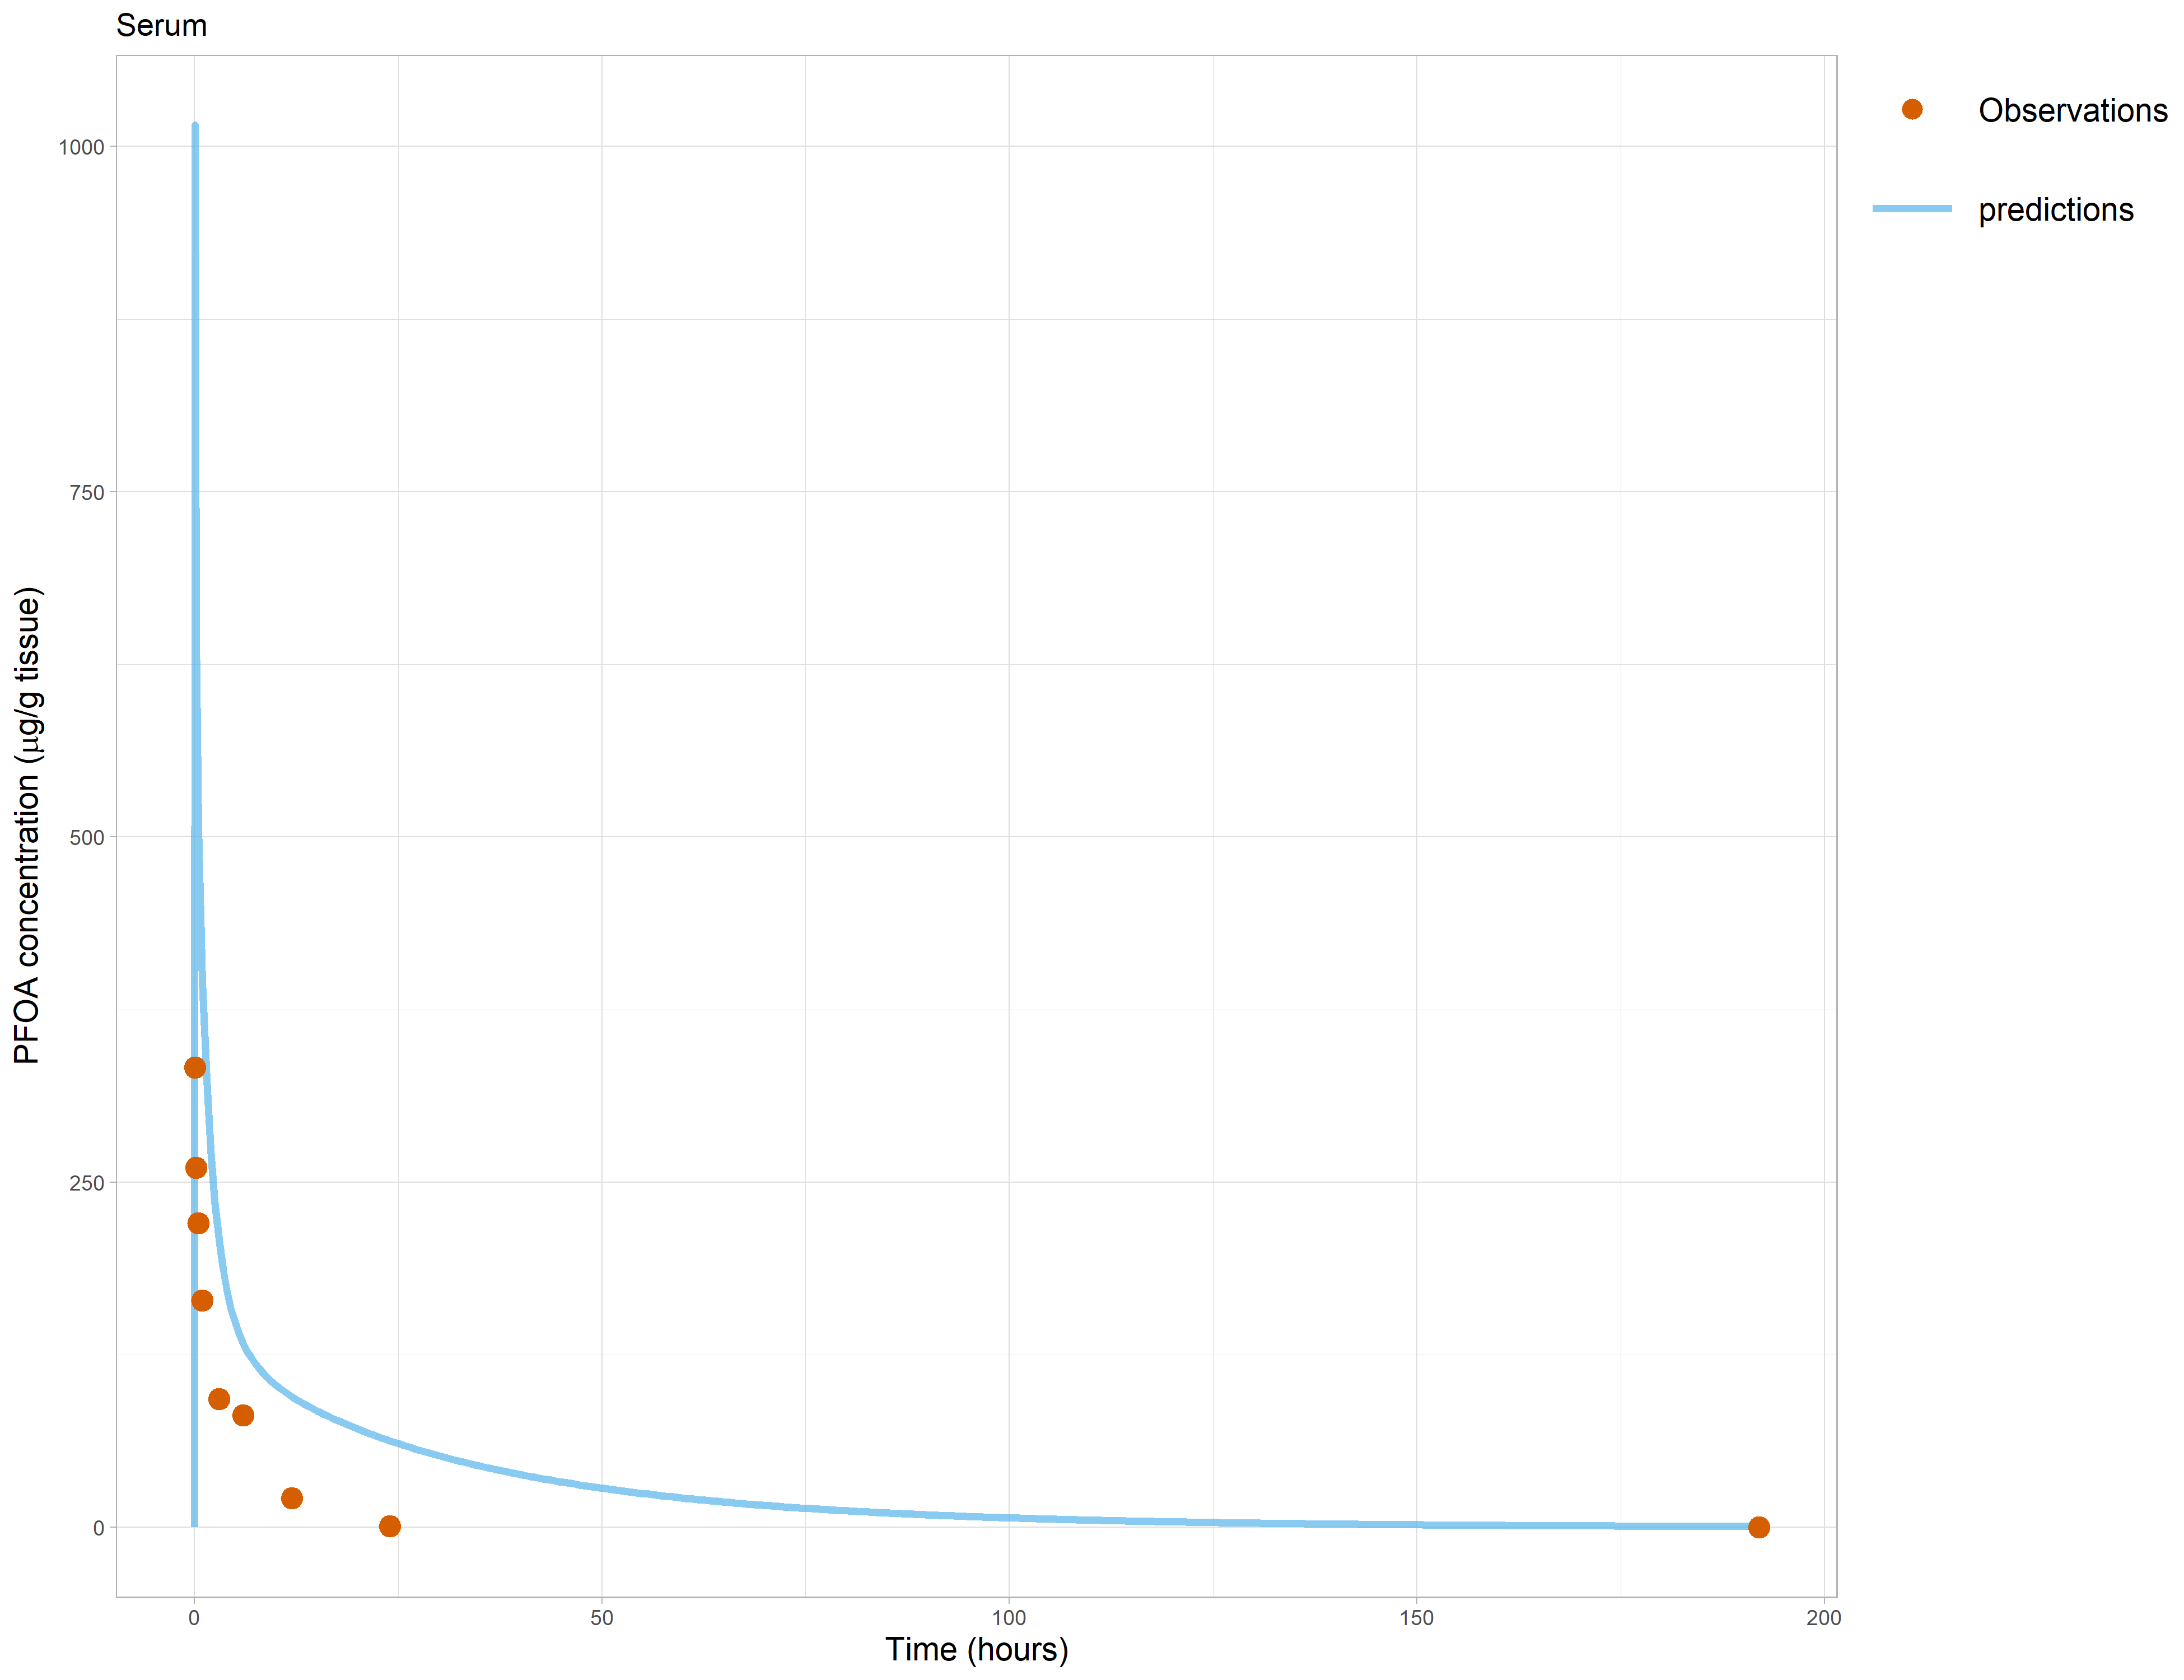 Serum
1000
750
500
250
0
PFOA concentration (μg/g tissue)
0 50 100 150 200
Time (hours)
Observations
predictions